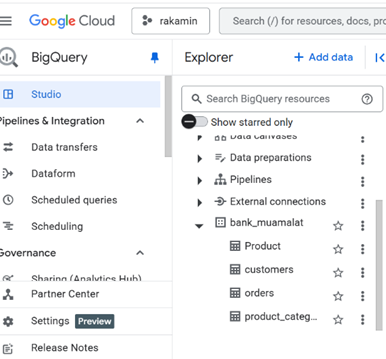 Google Cloud
rakamin
Search (/) for resources, docs, pro
BigQuery
Studio
Pipelines & Integration
Data transfers
Dataform
Scheduled queries
Scheduling
Governance
Sharing (Analytics Hub)
Partner Center
Settings Preview
Release Notes
Explorer
+ Add data
Search BigQuery resources
Show starred only
Data canvases
Data preparations
Pipelines
External connections
bank_muamalat
Product
customers
orders
product_categ...